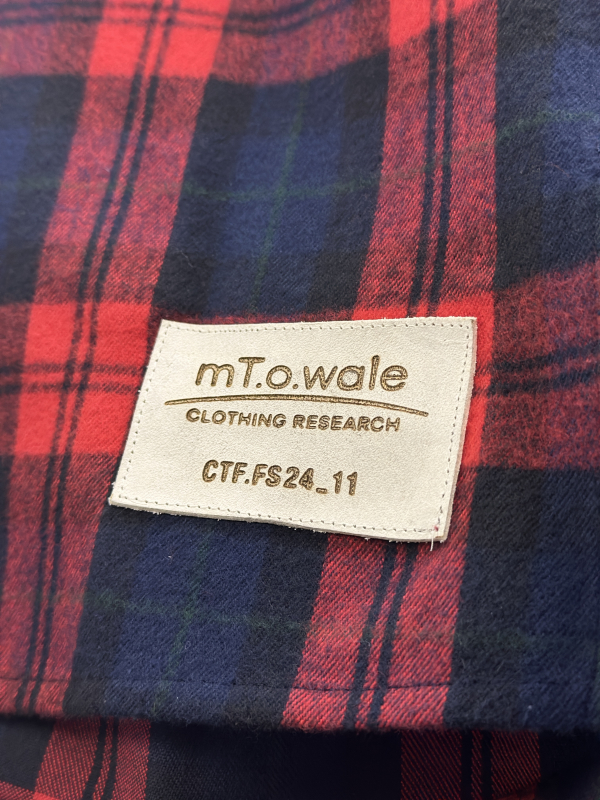 mT.o.wale
CLOTHING RESEARCH
CTF.FS24_11